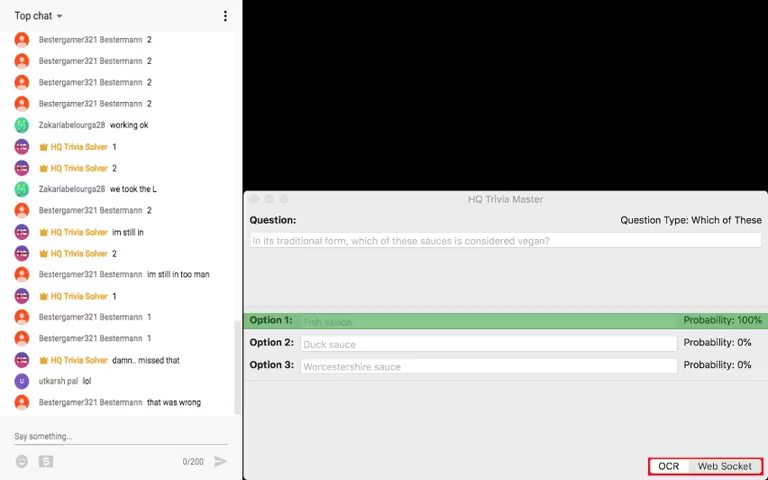 Top chat
Bestergamer321 Bestermann 2
Bestergamer321 Bestermann 2
Bestergamer321 Bestermann 2
Bestergamer321 Bestermann 2
Zakariabelourga28 working ok
HQ Trivia Solver 1
HQ Trivia Solver 2
Zakariabelourga28 we took the L
Bestergamer321 Bestermann 2
HQ Trivia Solver im still in
HQ Trivia Solver 2
Bestergamer321 Bestermann im still in too man
HQ Trivia Solver 1
Bestergamer321 Bestermann 1
Bestergamer321 Bestermann 1
HQ Trivia Solver damn.. missed that
U utkarsh pal lol
Bestergamer321 Bestermann that was wrong
Say something...
0/200
HQ Trivia Master
Question: Question Type: Which of These
In its traditional form, which of these sauces is considered vegan?
Option 1: Fish sauce Probability: 100%
Option 2: Duck sauce Probability: 0%
Option 3: Worcestershire sauce Probability: 0%
OCR Web Socket